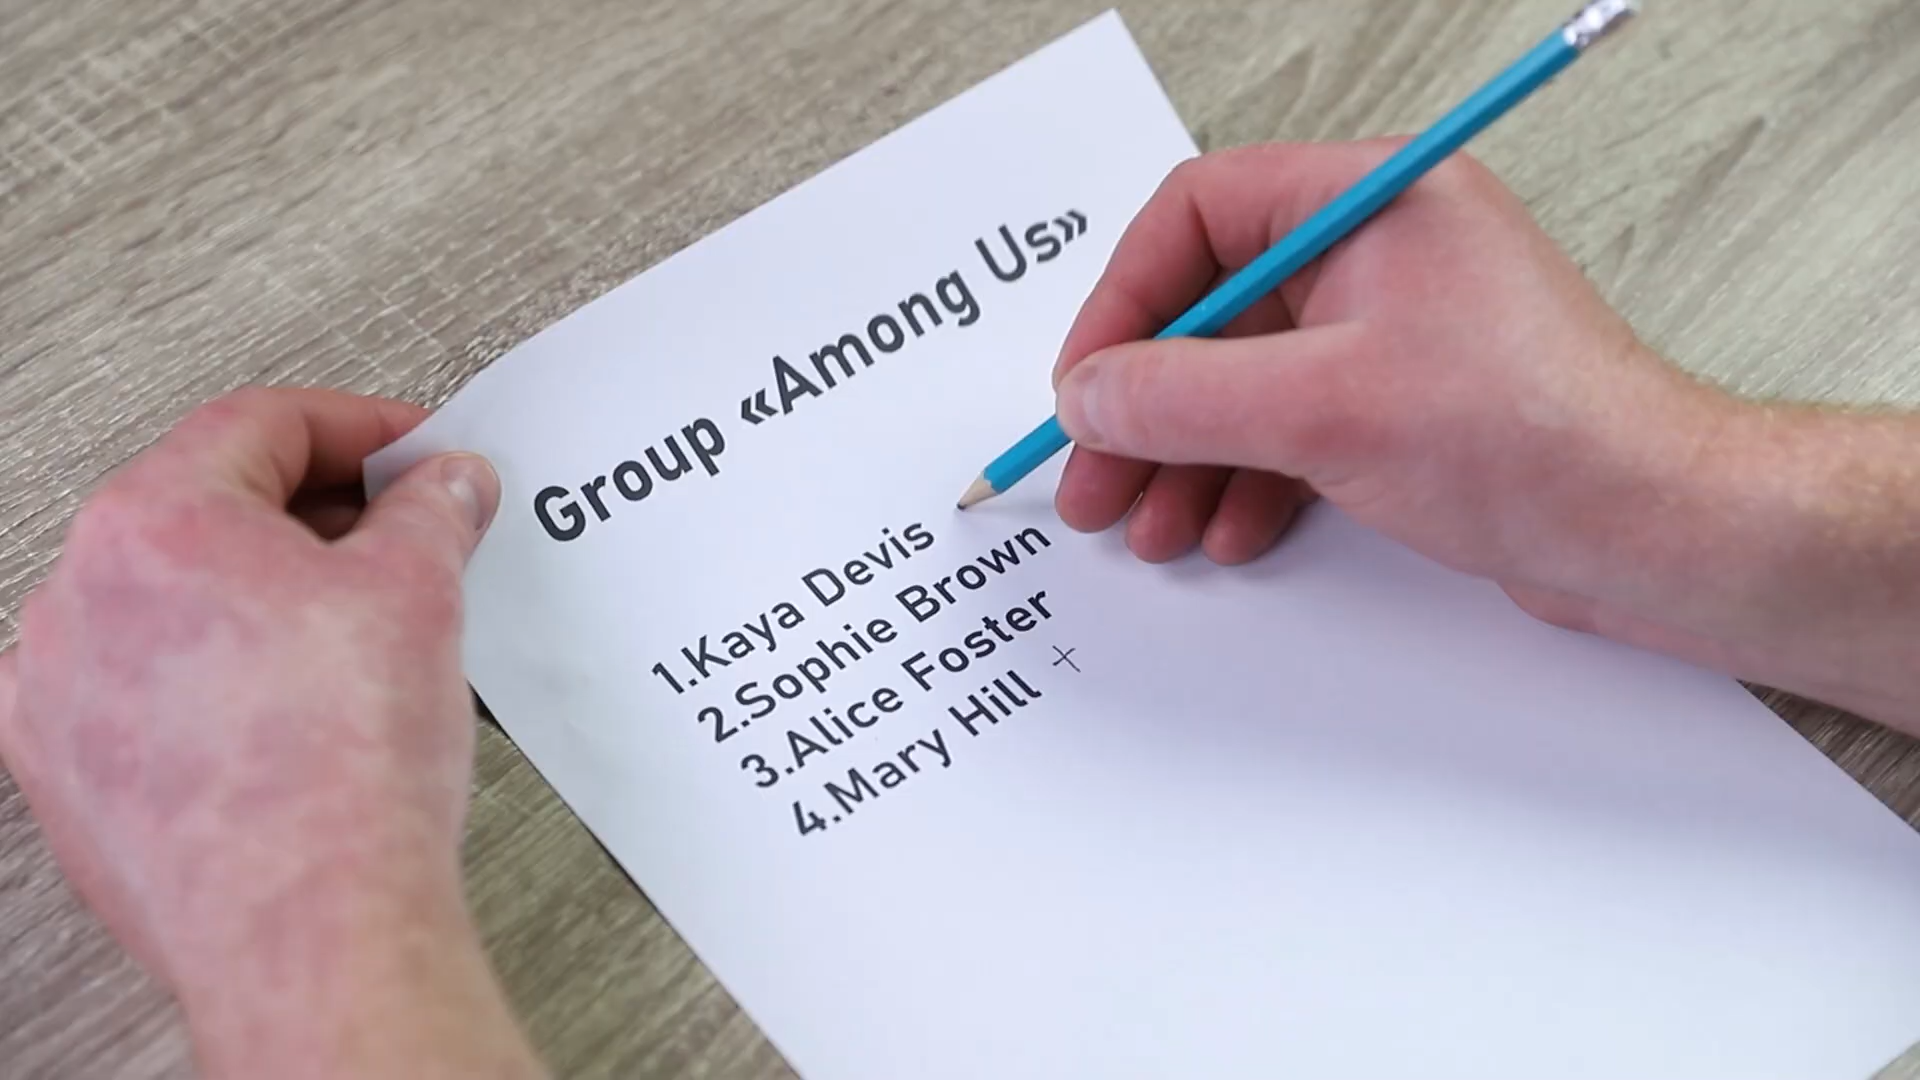 Group «Among Us»
1.Kaya Devis
2.Sophie Brown
3.Alice Foster
4.Mary Hill +